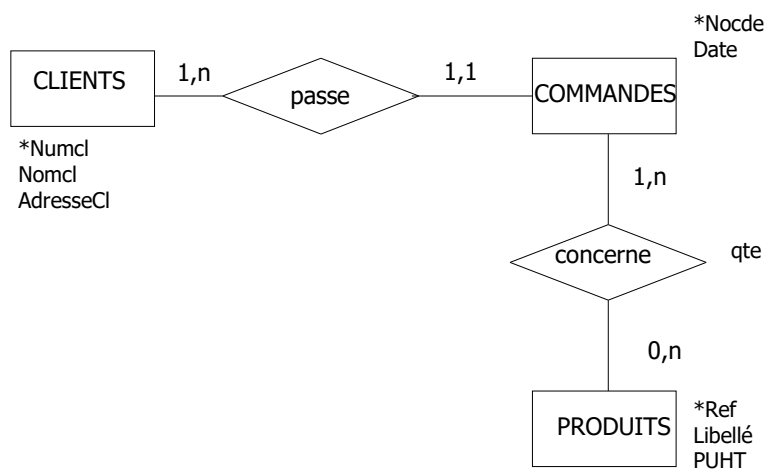 *Nocde
Date
CLIENTS
1,n
passe
1,1
COMMANDES
*Numcl
Nomcl
AdresseCl
1,n
concerne
qte
0,n
PRODUITS
*Ref
Libellé
PUHT